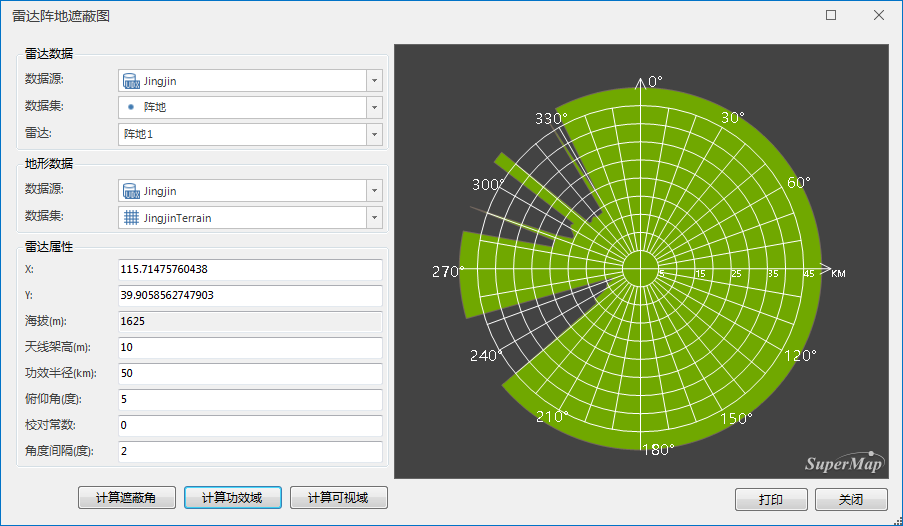 雷达阵地遮蔽图
雷达数据
数据源: Jingjin
数据集: 阵地
雷达: 阵地1
地形数据
数据源: Jingjin
数据集: JingjinTerrain
雷达属性
X: 115.71475760438
Y: 39.9058562747903
海拔(m): 1625
天线架高(m): 10
功效半径(km): 50
俯仰角(度): 5
校对常数: 0
角度间隔(度): 2
计算遮蔽角 计算功效域 计算可视域
0°
330° 30°
300° 60°
270° 5 15 25 35 45 KM
240° 120°
210° 150°
180°
SuperMap
打印 关闭